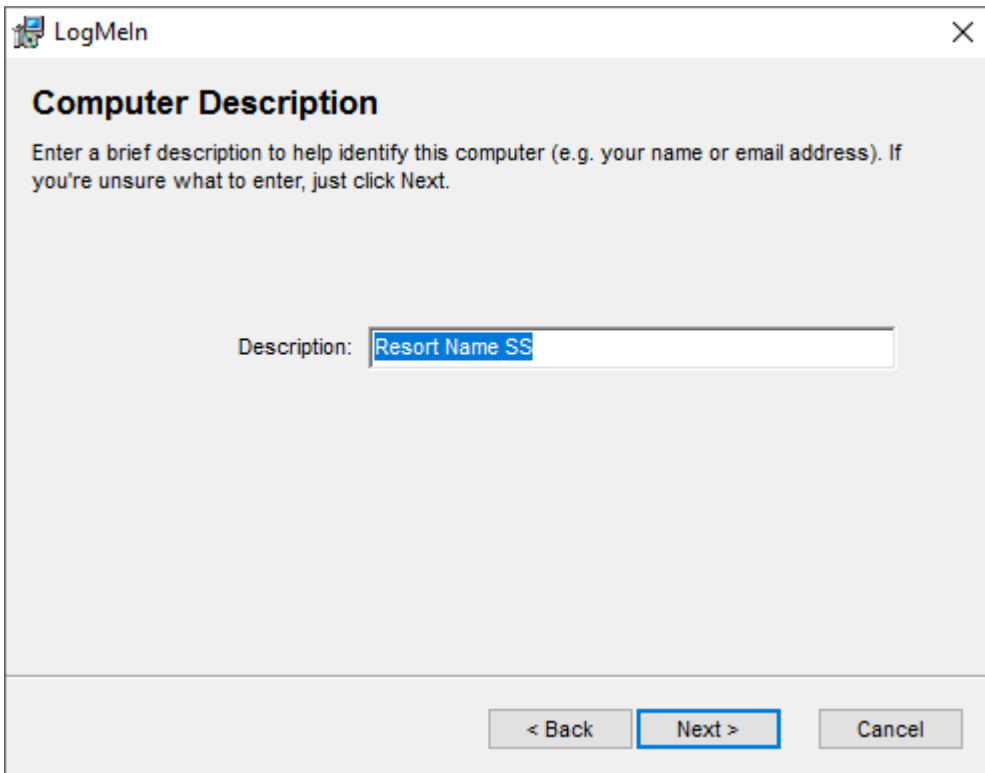 LogMeIn
Computer Description
Enter a brief description to help identify this computer (e.g. your name or email address). If
you're unsure what to enter, just click Next.
Description: Resort Name SS
< Back Next > Cancel